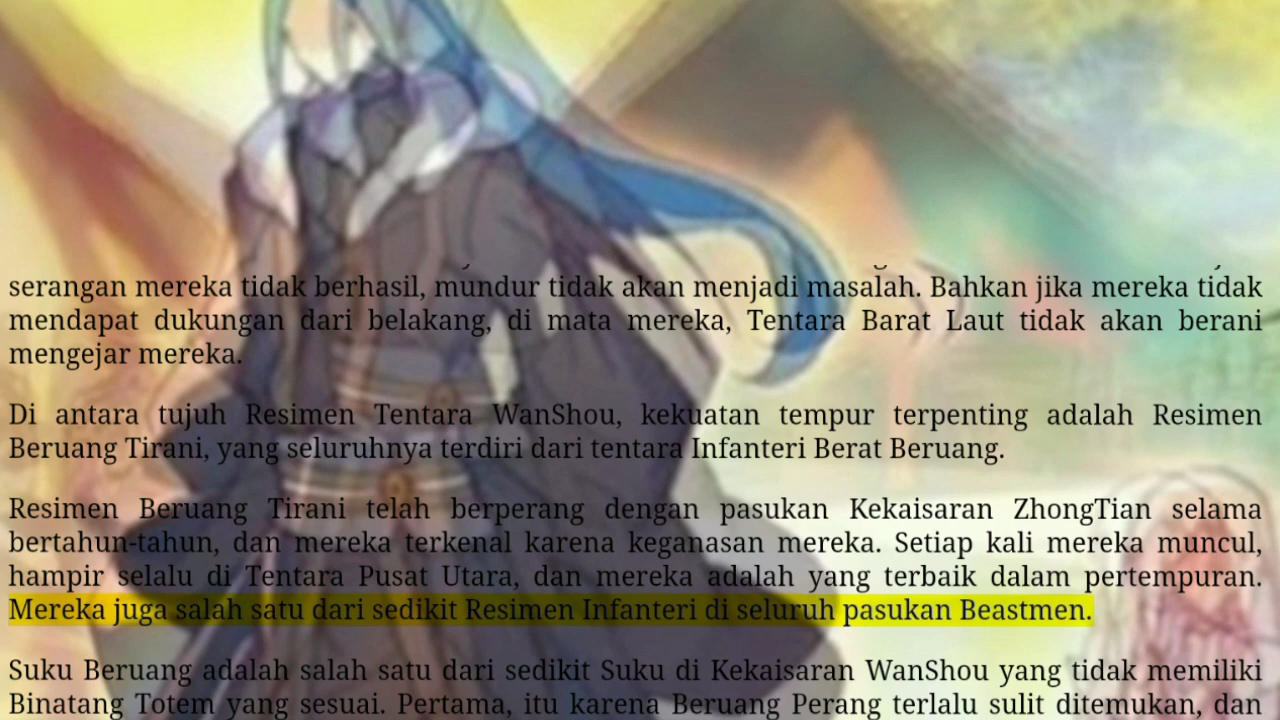 serangan mereka tidak berhasil, mundur tidak akan menjadi masalah. Bahkan jika mereka tidak
mendapat dukungan dari belakang, di mata mereka, Tentara Barat Laut tidak akan berani
mengejar mereka.
Di antara tujuh Resimen Tentara WanShou, kekuatan tempur terpenting adalah Resimen
Beruang Tirani, yang seluruhnya terdiri dari tentara Infanteri Berat Beruang.
Resimen Beruang Tirani telah berperang dengan pasukan Kekaisaran ZhongTian selama
bertahun-tahun, dan mereka terkenal karena keganasan mereka. Setiap kali mereka muncul,
hampir selalu di Tentara Pusat Utara, dan mereka adalah yang terbaik dalam pertempuran.
Mereka juga salah satu dari sedikit Resimen Infanteri di seluruh pasukan Beastmen.
Suku Beruang adalah salah satu dari sedikit Suku di Kekaisaran WanShou yang tidak memiliki
Binatang Totem yang sesuai. Pertama, itu karena Beruang Perang terlalu sulit ditemukan, dan